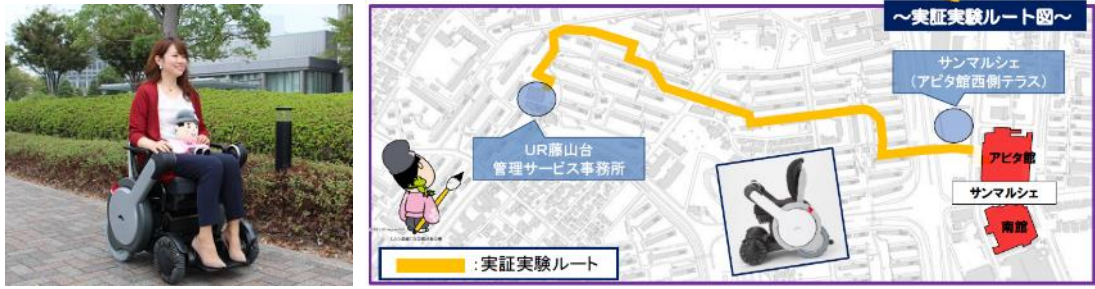 ～実証実験ルート図～
サンマルシェ
（アピタ館西側テラス）
UR藤山台
管理サービス事務所
アピタ館
サンマルシェ
南館
：実証実験ルート